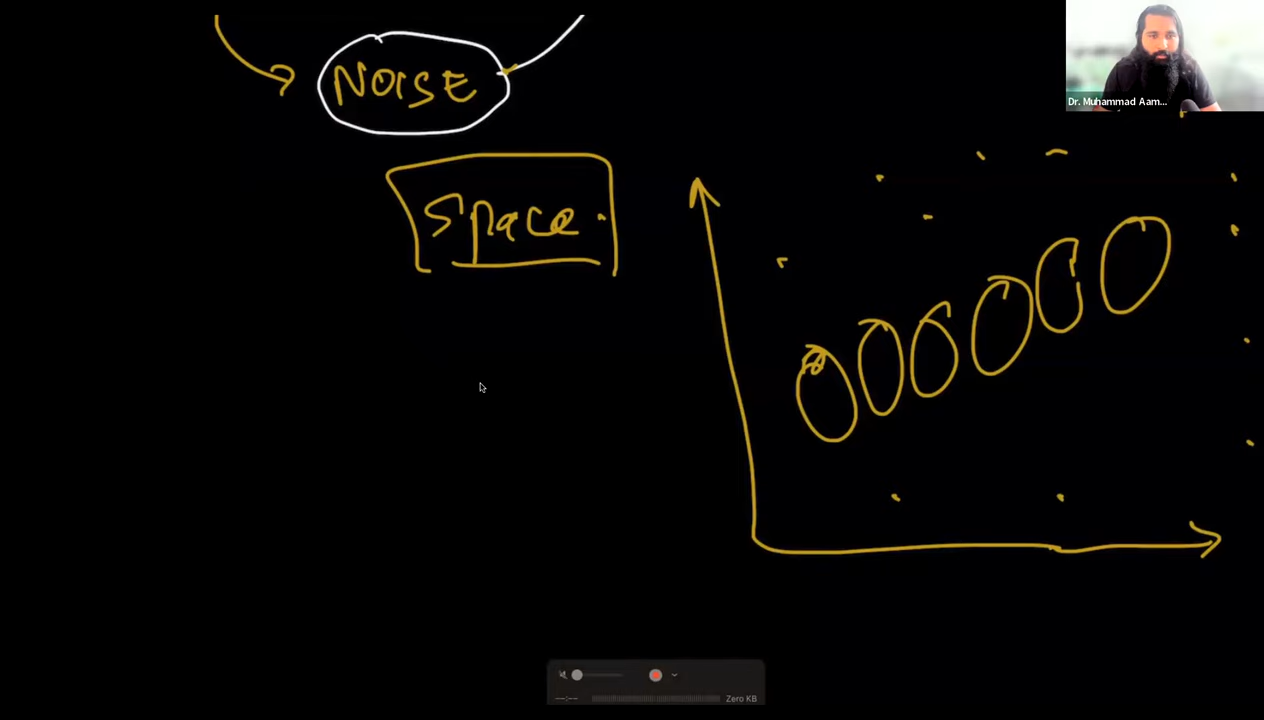 NOISE
Dr. Muhammad Aam...
Space
--:--
Zero KB